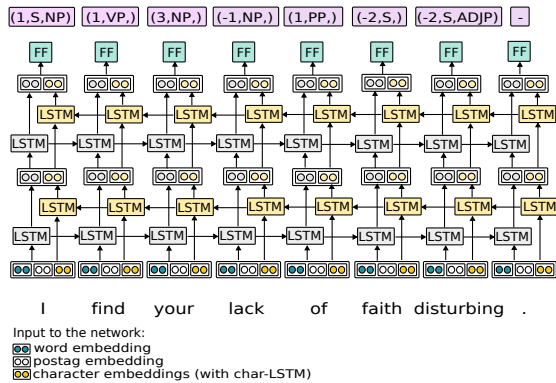 (1,S,NP) (1,VP,) (3,NP,) (-1,NP,) (1,PP,) (-2,S,) (-2,S,ADJP) -
FF FF FF FF FF FF FF FF
LSTM LSTM LSTM LSTM LSTM LSTM LSTM LSTM
LSTM LSTM LSTM LSTM LSTM LSTM LSTM LSTM
LSTM LSTM LSTM LSTM LSTM LSTM LSTM LSTM
LSTM LSTM LSTM LSTM LSTM LSTM LSTM LSTM
I find your lack of faith disturbing .
Input to the network:
word embedding
postag embedding
character embeddings (with char-LSTM)